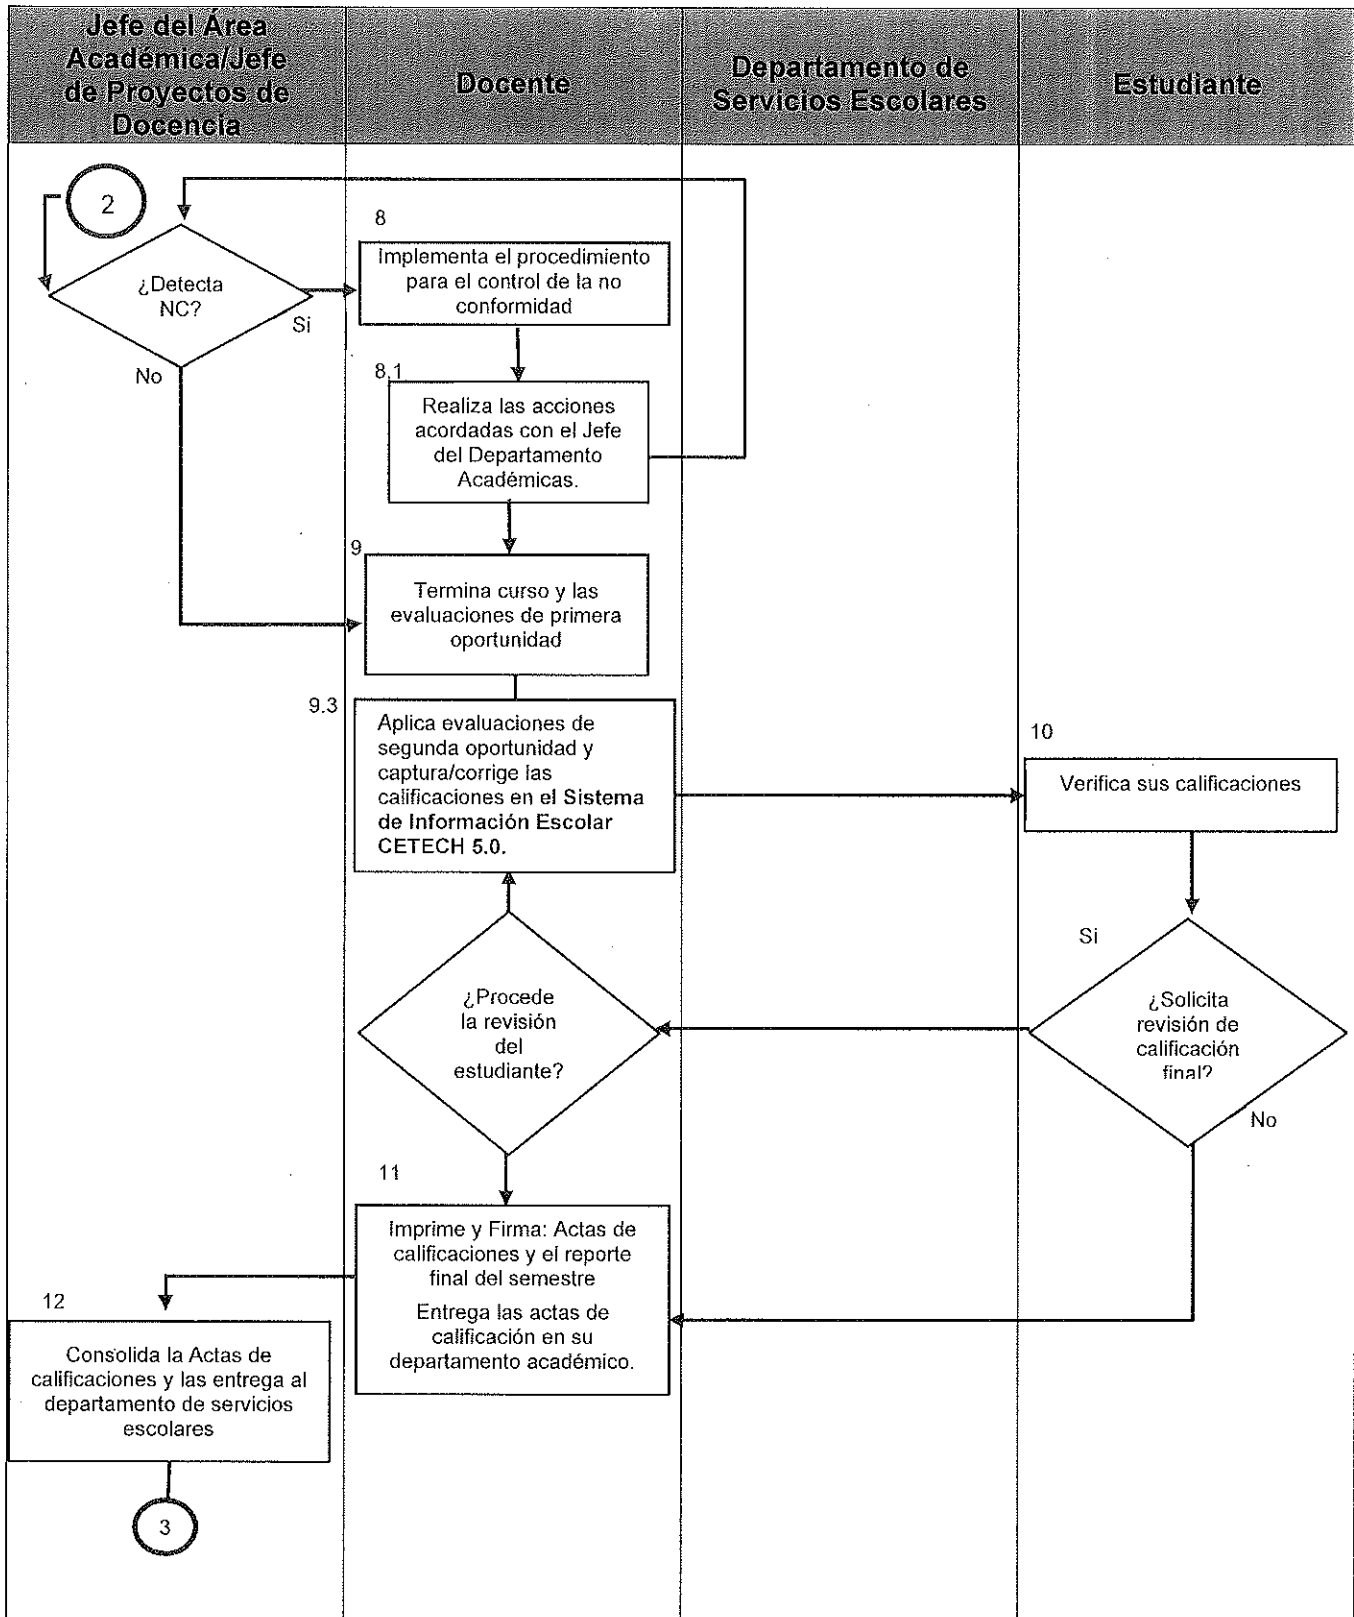 Jefe del Área
Académica/Jefe
de Proyectos de
Docencia
Docente
Departamento de
Servicios Escolares
Estudiante
2
¿Detecta
NC?
Si
No
8
Implementa el procedimiento
para el control de la no
conformidad
8.1
Realiza las acciones
acordadas con el Jefe
del Departamento
Académicas.
9
Termina curso y las
evaluaciones de primera
oportunidad
9.3
Aplica evaluaciones de
segunda oportunidad y
captura/corrige las
calificaciones en el Sistema
de Información Escolar
CETECH 5.0.
10
Verifica sus calificaciones
Si
¿Solicita
revisión de
calificación
final?
No
¿Procede
la revisión
del
estudiante?
11
Imprime y Firma: Actas de
calificaciones y el reporte
final del semestre
Entrega las actas de
calificación en su
departamento académico.
12
Consolida la Actas de
calificaciones y las entrega al
departamento de servicios
escolares
3